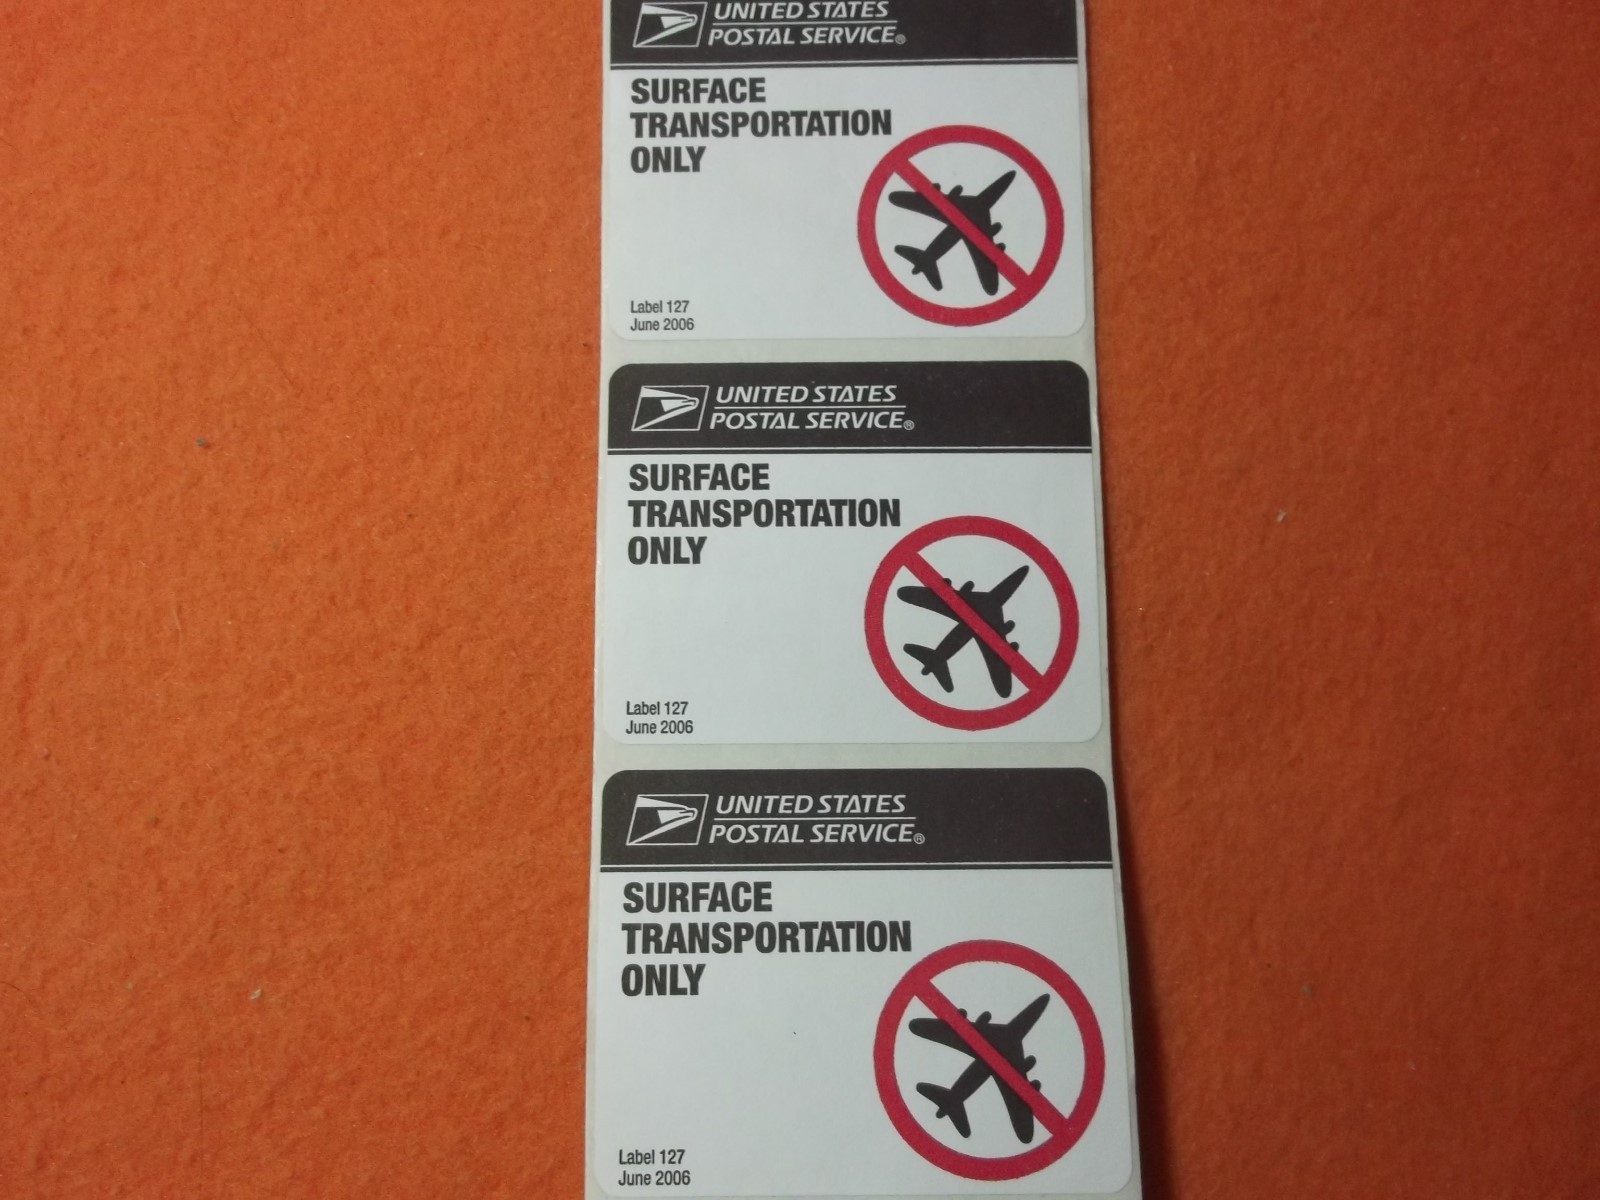 UNITED STATES
POSTAL SERVICE®
SURFACE
TRANSPORTATION
ONLY
Label 127
June 2006
UNITED STATES
POSTAL SERVICE®
SURFACE
TRANSPORTATION
ONLY
Label 127
June 2006
UNITED STATES
POSTAL SERVICE®
SURFACE
TRANSPORTATION
ONLY
Label 127
June 2006